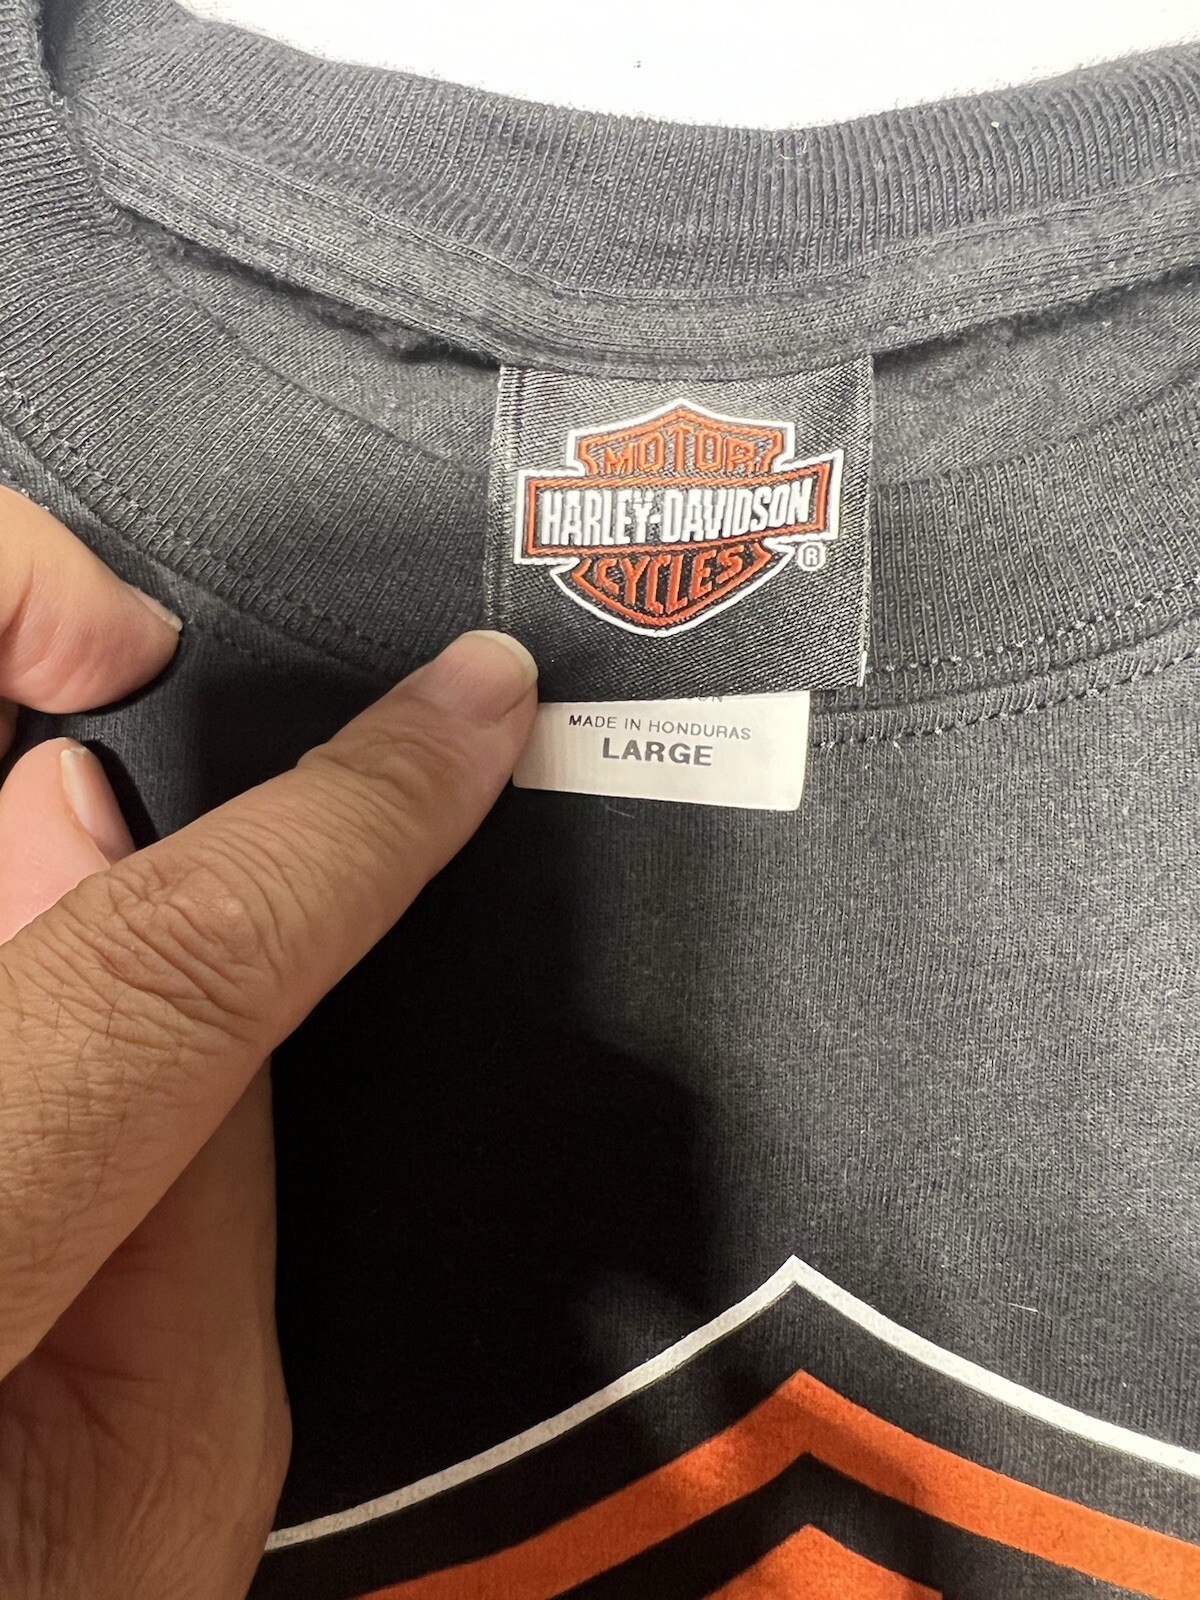 MOTOR
HARLEY-DAVIDSON
CYCLES
®
MADE IN HONDURAS
LARGE